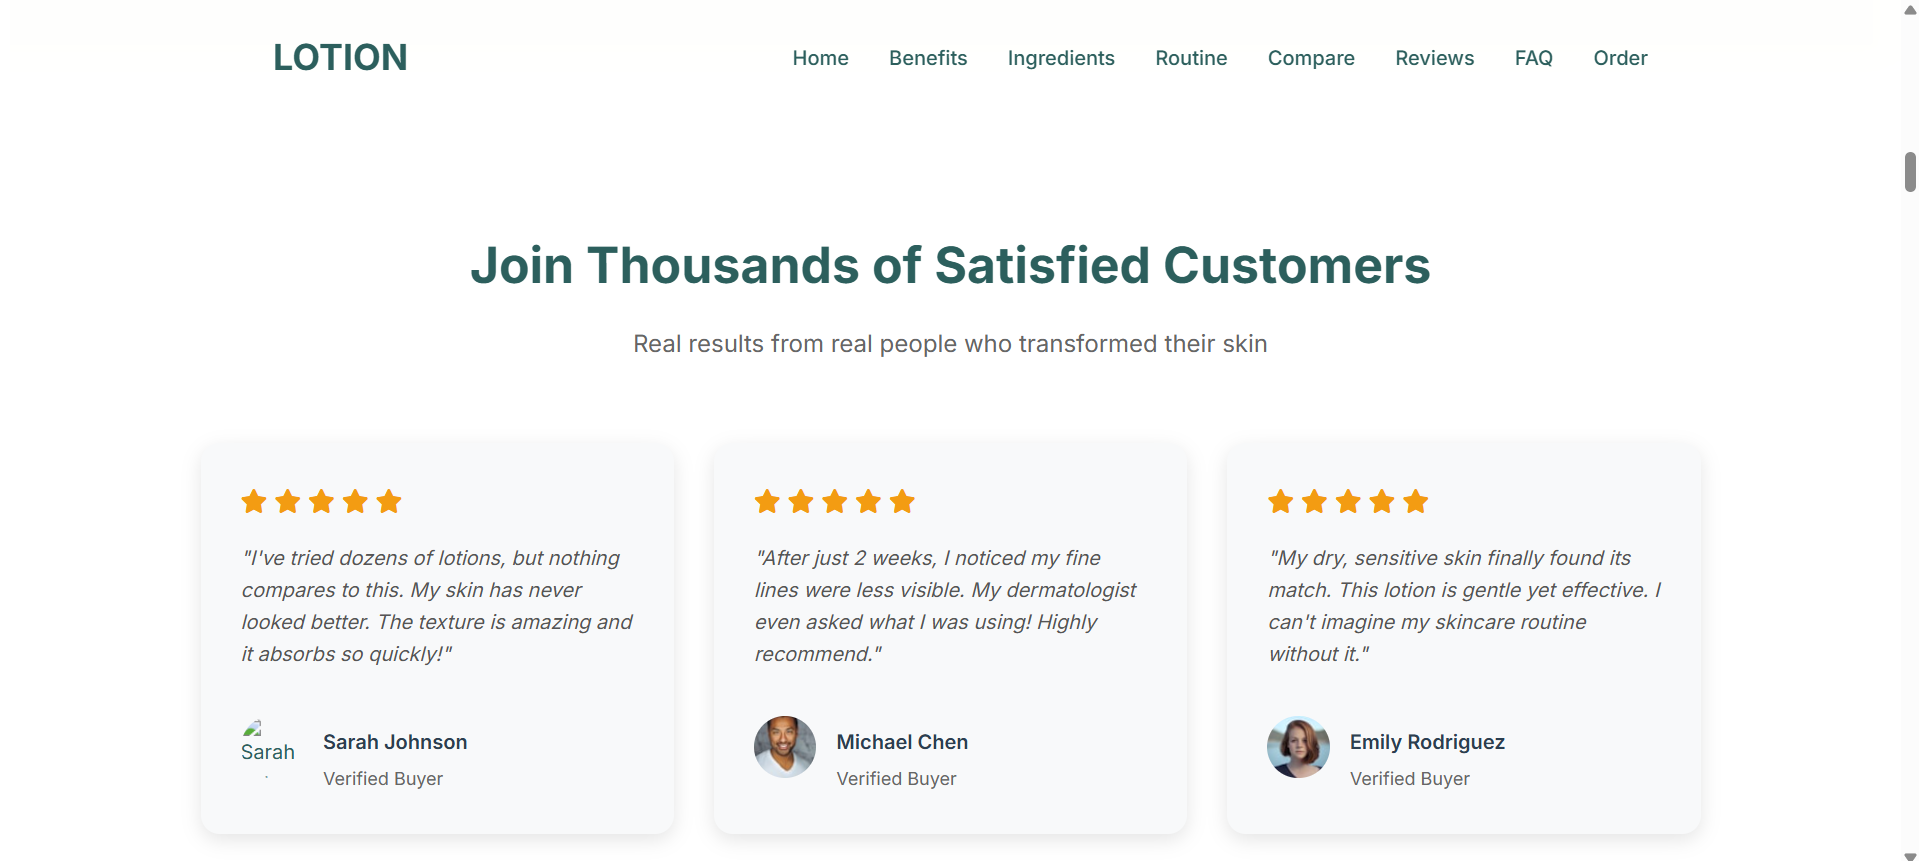 LOTION
Home Benefits Ingredients Routine Compare Reviews FAQ Order
Join Thousands of Satisfied Customers
Real results from real people who transformed their skin
"I've tried dozens of lotions, but nothing
compares to this. My skin has never
looked better. The texture is amazing and
it absorbs so quickly!"
Sarah
Sarah Johnson
Verified Buyer
"After just 2 weeks, I noticed my fine
lines were less visible. My dermatologist
even asked what I was using! Highly
recommend."
Michael Chen
Verified Buyer
"My dry, sensitive skin finally found its
match. This lotion is gentle yet effective. I
can't imagine my skincare routine
without it."
Emily Rodriguez
Verified Buyer